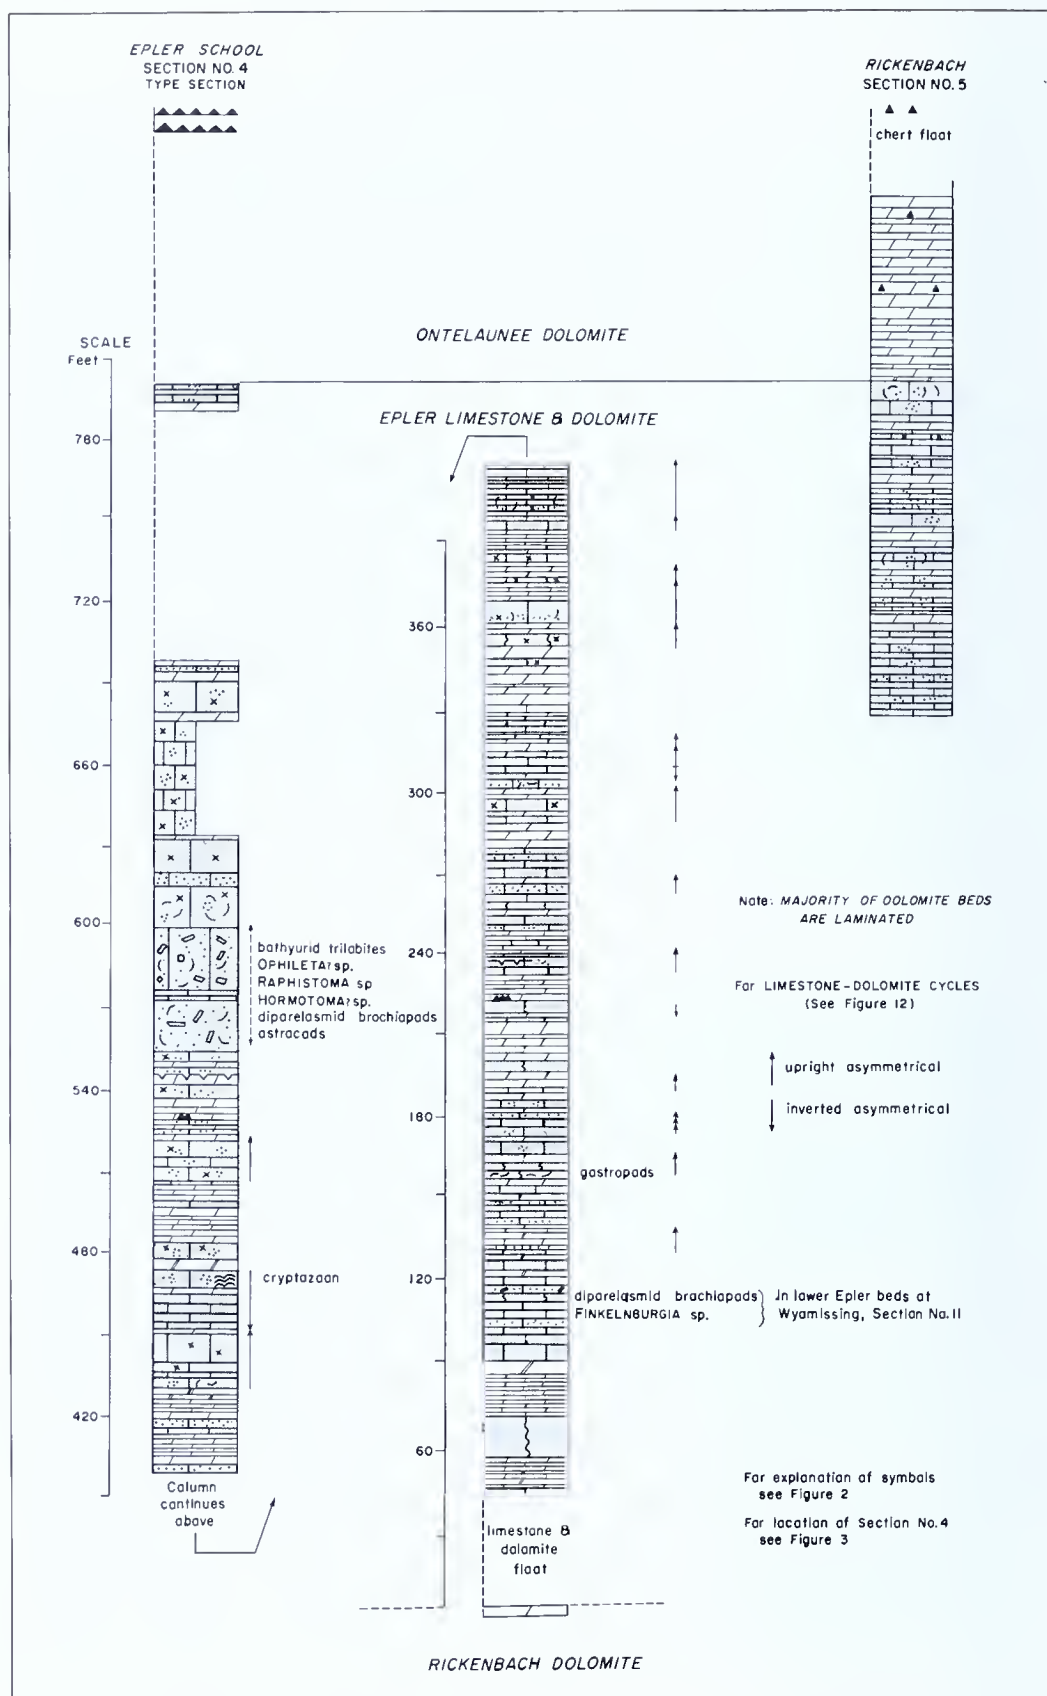 EPLER SCHOOL
SECTION NO. 4
TYPE SECTION
RICKENBACH
SECTION NO. 5
chert float
ONTELAUNEE DOLOMITE
SCALE
Feet
EPLER LIMESTONE & DOLOMITE
780
720
660
600
540
480
420
360
300
240
180
120
60
bathyurid trilobites
OPHILETA? sp.
RAPHISTOMA sp
HORMOTOMA? sp.
diparelasmid brachiopods
ostracods
Note: MAJORITY OF DOLOMITE BEDS
ARE LAMINATED
For LIMESTONE-DOLOMITE CYCLES
(See Figure 12)
upright asymmetrical
inverted asymmetrical
gastropods
cryptozoan
diparelasmid brachiopods
FINKELNBURGIA sp.
In lower Epler beds at
Wyomissing, Section No. 11
Column
continues
above
limestone &
dolomite
float
For explanation of symbols
see Figure 2
For location of Section No. 4
see Figure 3
RICKENBACH DOLOMITE